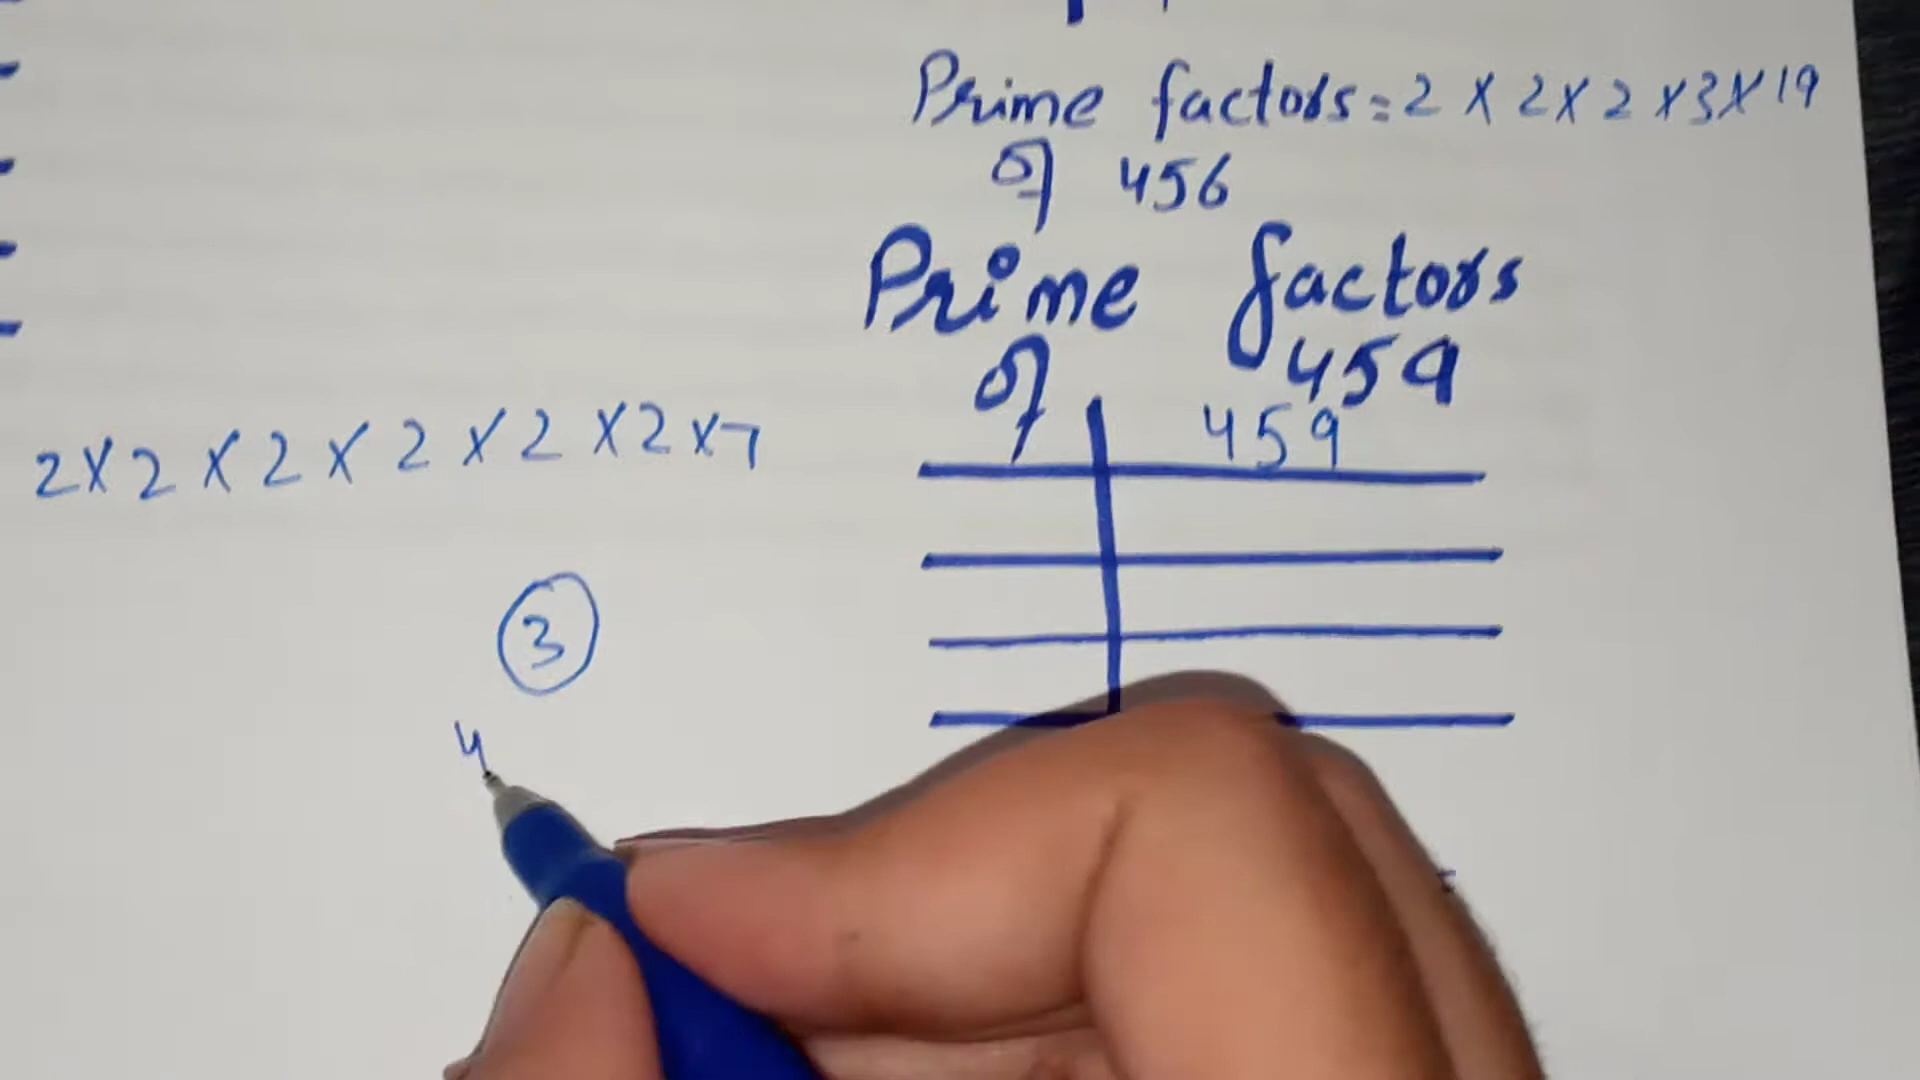 Prime factors = 2 X 2 X 2 X 3 X 19
of 456
Prime factors
of 459
459
2 X 2 X 2 X 2 X 2 X 2 X 7
3
4